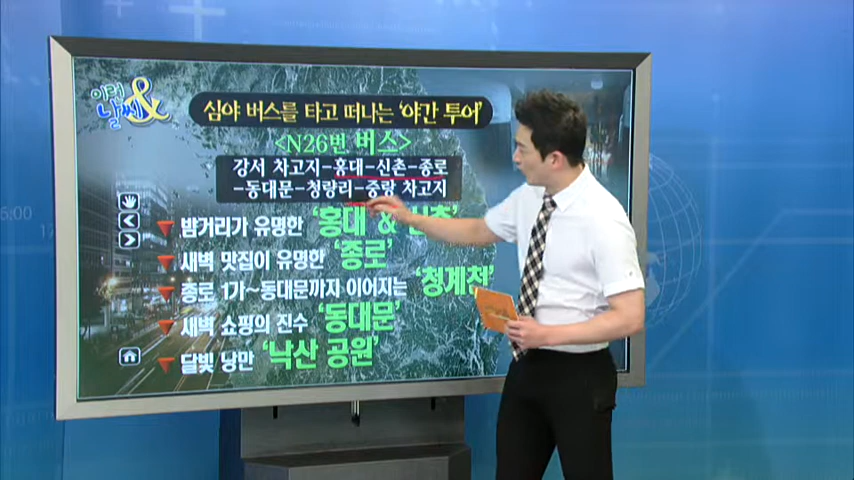 이런
날씨&
심야 버스를 타고 떠나는 '야간 투어'
<N26번 버스>
강서 차고지-홍대-신촌-종로
-동대문-청량리-중랑 차고지
밤거리가 유명한 '홍대 & 신촌'
새벽 맛집이 유명한 '종로'
종로 1가~동대문까지 이어지는 '청계천'
새벽 쇼핑의 진수 '동대문'
달빛 낭만 '낙산 공원'
6:00